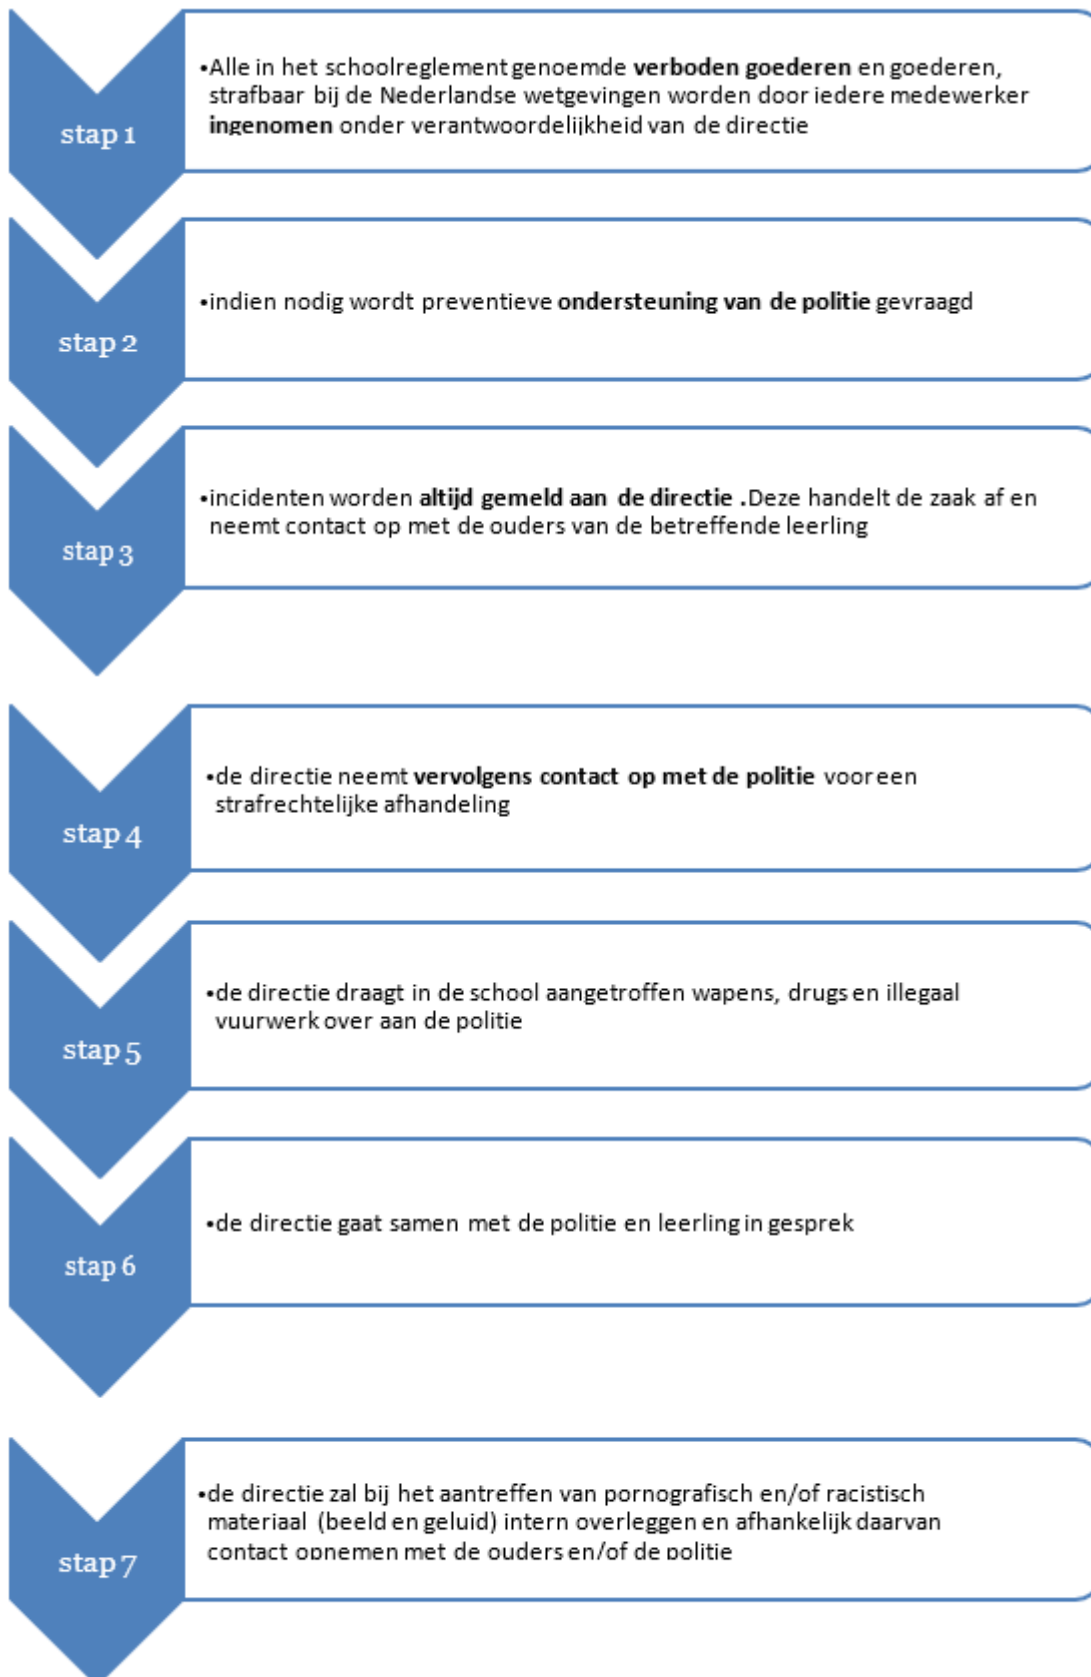 stap 1
•Alle in het schoolreglement genoemde verboden goederen en goederen,
strafbaar bij de Nederlandse wetgevingen worden door iedere medewerker
ingenomen onder verantwoordelijkheid van de directie
stap 2
•indien nodig wordt preventieve ondersteuning van de politie gevraagd
stap 3
•incidenten worden altijd gemeld aan de directie .Deze handelt de zaak af en
neemt contact op met de ouders van de betreffende leerling
stap 4
•de directie neemt vervolgens contact op met de politie voor een
strafrechtelijke afhandeling
stap 5
•de directie draagt in de school aangetroffen wapens, drugs en illegaal
vuurwerk over aan de politie
stap 6
•de directie gaat samen met de politie en leerling in gesprek
stap 7
•de directie zal bij het aantreffen van pornografisch en/of racistisch
materiaal (beeld en geluid) intern overleggen en afhankelijk daarvan
contact opnemen met de ouders en/of de politie